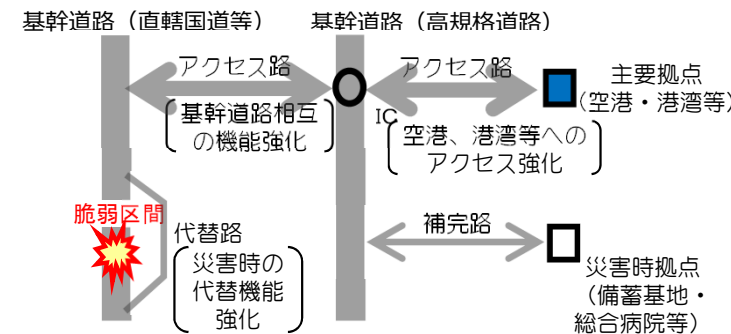 基幹道路（直轄国道等）
基幹道路（高規格道路）
アクセス路
基幹道路相互
の機能強化
アクセス路
IC
空港、港湾等への
アクセス強化
主要拠点
（空港・港湾等）
脆弱区間
代替路
災害時の
代替機能
強化
補完路
災害時拠点
（備蓄基地・
総合病院等）